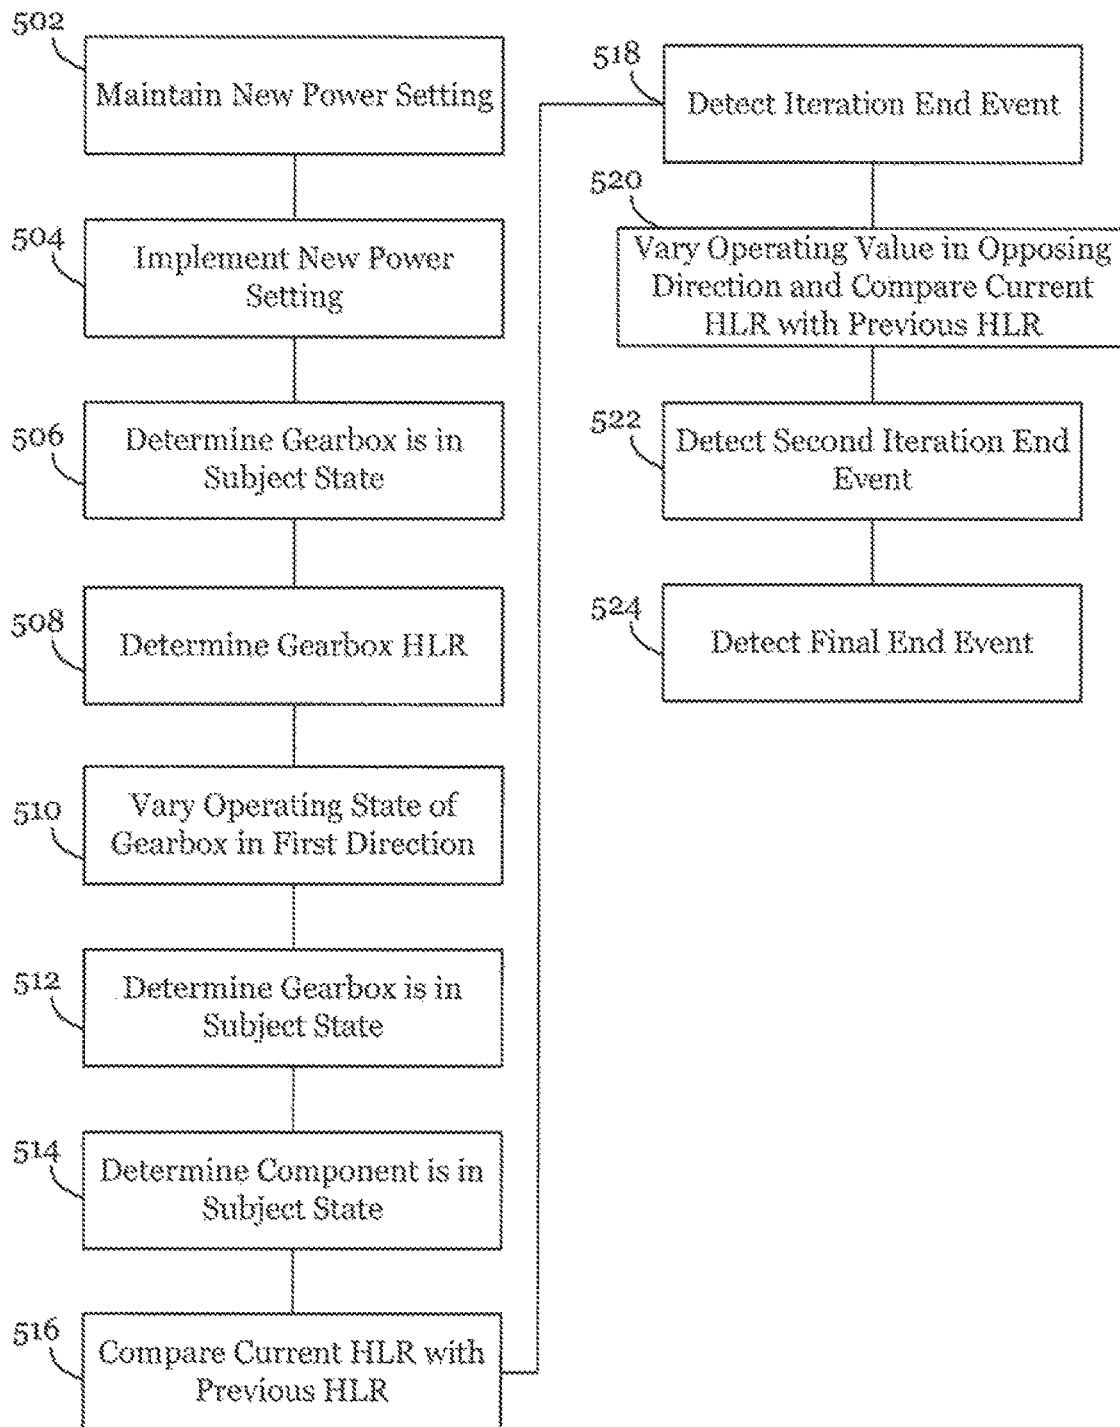 502
Maintain New Power Setting
504
Implement New Power
Setting
506
Determine Gearbox is in
Subject State
508
Determine Gearbox HLR
510
Vary Operating State of
Gearbox in First Direction
512
Determine Gearbox is in
Subject State
514
Determine Component is in
Subject State
516
Compare Current HLR with
Previous HLR
518
Detect Iteration End Event
520
Vary Operating Value in Opposing
Direction and Compare Current
HLR with Previous HLR
522
Detect Second Iteration End
Event
524
Detect Final End Event